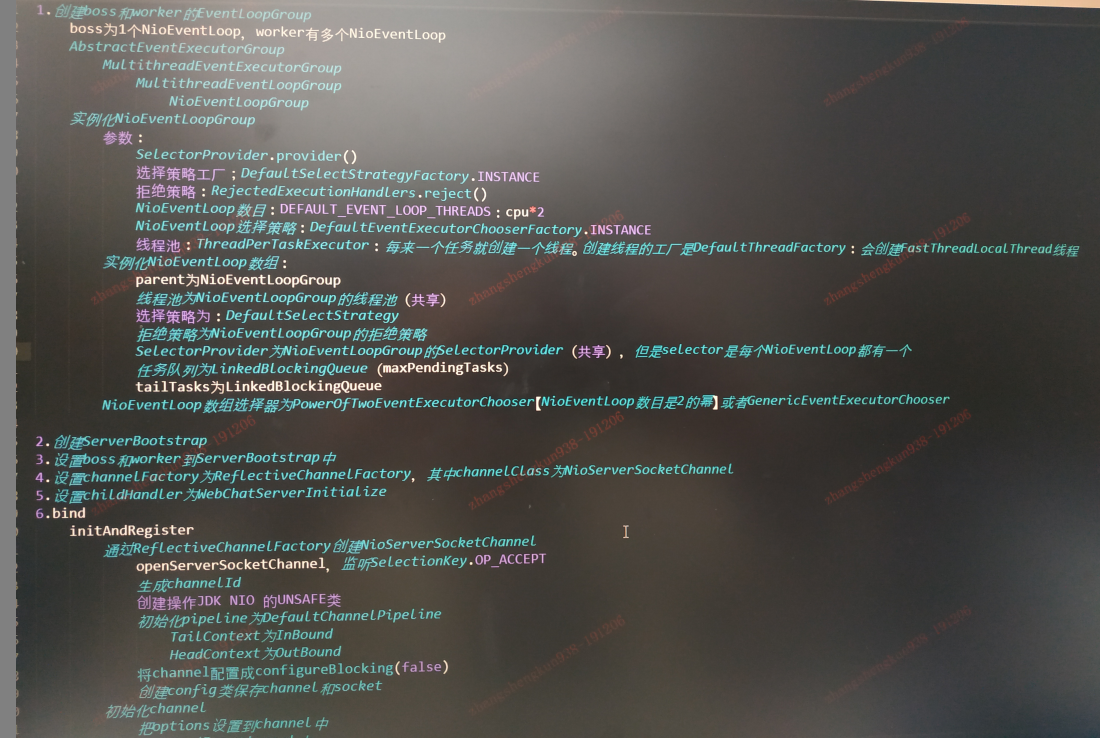 1.创建boss和worker的EventLoopGroup
boss为1个NioEventLoop, worker有多个NioEventLoop
AbstractEventExecutorGroup
MultithreadEventExecutorGroup
MultithreadEventLoopGroup
NioEventLoopGroup
实例化NioEventLoopGroup
参数：
SelectorProvider.provider()
选择策略工厂；DefaultSelectStrategyFactory.INSTANCE
拒绝策略：RejectedExecutionHandlers.reject()
NioEventLoop数目：DEFAULT_EVENT_LOOP_THREADS：cpu*2
NioEventLoop选择策略：DefaultEventExecutorChooserFactory.INSTANCE
线程池：ThreadPerTaskExecutor：每来一个任务就创建一个线程。创建线程的工厂是DefaultThreadFactory：会创建FastThreadLocalThread线程
实例化NioEventLoop数组：
parent为NioEventLoopGroup
线程池为NioEventLoopGroup的线程池（共享）
选择策略为：DefaultSelectStrategy
拒绝策略为NioEventLoopGroup的拒绝策略
SelectorProvider为NioEventLoopGroup的SelectorProvider（共享）, 但是selector是每个NioEventLoop都有一个
任务队列为LinkedBlockingQueue（maxPendingTasks）
tailTasks为LinkedBlockingQueue
NioEventLoop数组选择器为PowerOfTwoEventExecutorChooser【NioEventLoop数目是2的幂】或者GenericEventExecutorChooser
2.创建ServerBootstrap
3.设置boss和worker到ServerBootstrap中
4.设置channelFactory为ReflectiveChannelFactory, 其中channelClass为NioServerSocketChannel
5.设置childHandler为WebChatServerInitialize
6.bind
initAndRegister
通过ReflectiveChannelFactory创建NioServerSocketChannel
openServerSocketChannel, 监听SelectionKey.OP_ACCEPT
生成channelId
创建操作JDK NIO 的UNSAFE类
初始化pipeline为DefaultChannelPipeline
TailContext为InBound
HeadContext为OutBound
将channel配置成configureBlocking(false)
创建config类保存channel和socket
初始化channel
把options设置到channel中
zhangshengkun938-191206